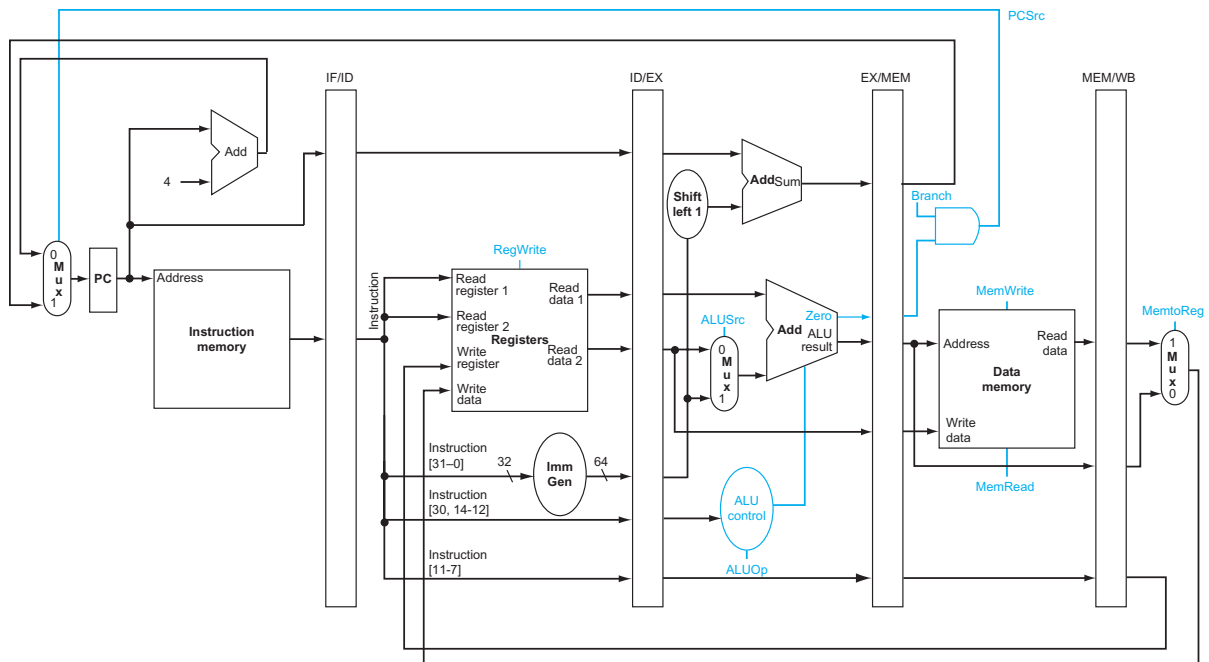 PCSrc
IF/ID
ID/EX
EX/MEM
MEM/WB
Add
4
Add
Sum
Shift
left 1
Branch
0
M
u
x
1
PC
Address
Instruction
memory
Instruction
RegWrite
Read
register 1
Read
register 2
Write
register
Write
data
Registers
Read
data 1
Read
data 2
ALUSrc
0
M
u
x
1
Zero
Add
ALU
result
MemWrite
Address
Read
data
Data
memory
Write
data
MemRead
MemtoReg
1
M
u
x
0
Instruction
[31–0]
32
Imm
Gen
64
Instruction
[30, 14-12]
ALU
control
Instruction
[11-7]
ALUOp